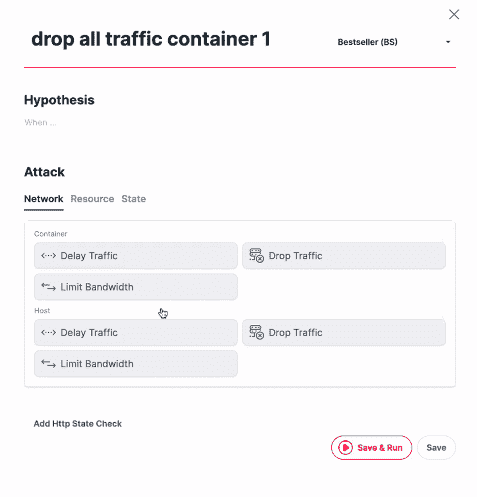 drop all traffic container 1
Bestseller (BS)
Hypothesis
When ...
Attack
Network Resource State
Container
Delay Traffic Drop Traffic
Limit Bandwidth
Host
Delay Traffic Drop Traffic
Limit Bandwidth
Add Http State Check
Save & Run Save